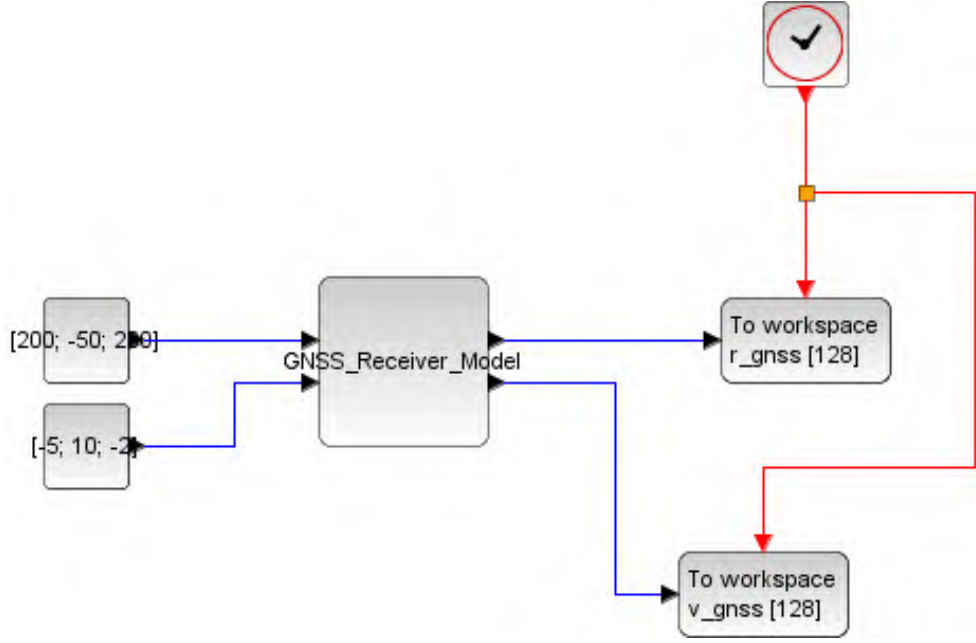 [200; -50;
[-5; 10; -2]
GNSS_Receiver_Model
To workspace
r_gnss [128]
To workspace
v_gnss [128]